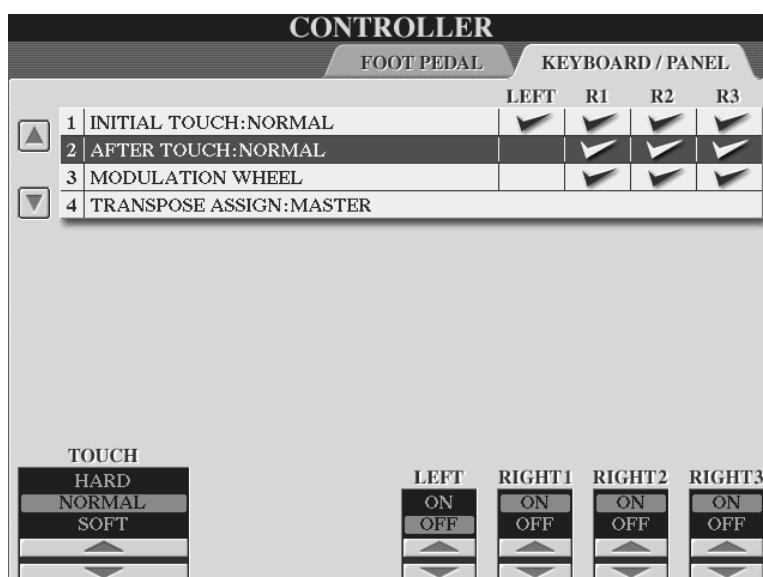 CONTROLLER
FOOT PEDAL KEYBOARD / PANEL
LEFT R1 R2 R3
1 INITIAL TOUCH:NORMAL
2 AFTER TOUCH:NORMAL
3 MODULATION WHEEL
4 TRANSPOSE ASSIGN:MASTER
TOUCH
HARD
NORMAL
SOFT
LEFT RIGHT1 RIGHT2 RIGHT3
ON ON ON ON
OFF OFF OFF OFF